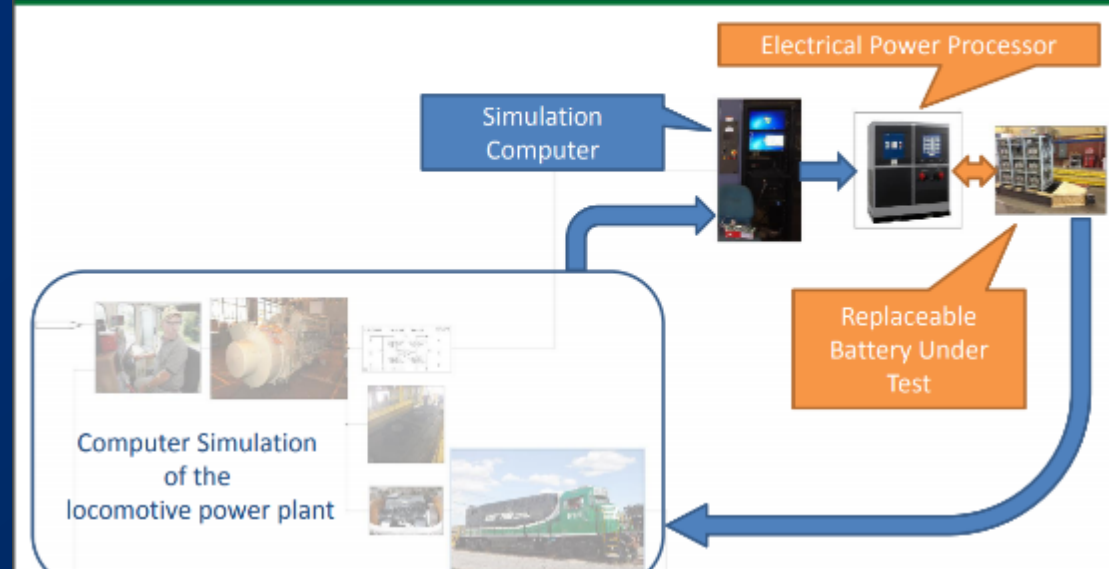 Electrical Power Processor
Simulation
Computer
Replaceable
Battery Under
Test
Computer Simulation
of the
locomotive power plant